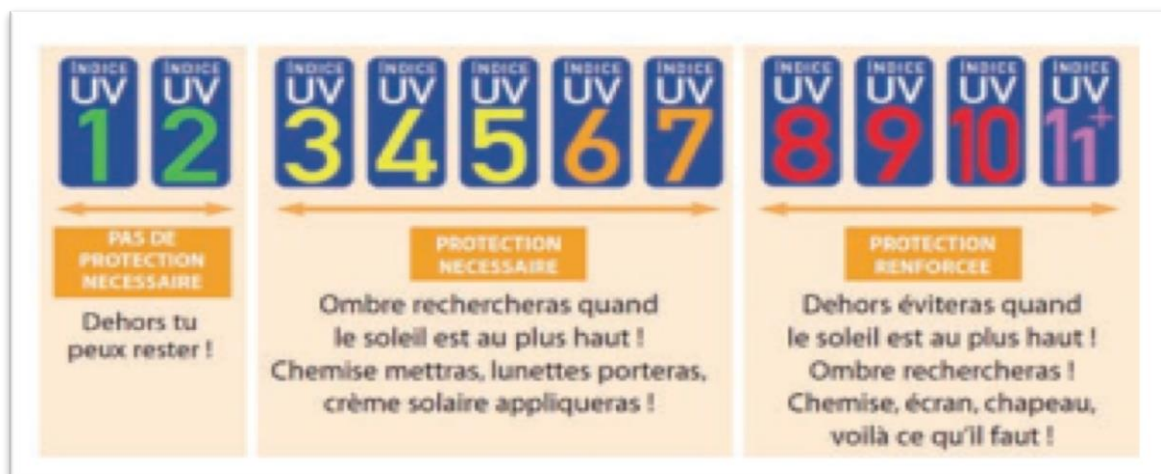 INDICE UV 1
INDICE UV 2
INDICE UV 3
INDICE UV 4
INDICE UV 5
INDICE UV 6
INDICE UV 7
INDICE UV 8
INDICE UV 9
INDICE UV 10
INDICE UV 11+
PAS DE
PROTECTION
NECESSAIRE
Dehors tu
peux rester !
PROTECTION
NECESSAIRE
Ombre rechercheras quand
le soleil est au plus haut !
Chemise mettras, lunettes porteras,
crème solaire appliqueras !
PROTECTION
RENFORCEE
Dehors éviteras quand
le soleil est au plus haut !
Ombre rechercheras !
Chemise, écran, chapeau,
voilà ce qu'il faut !